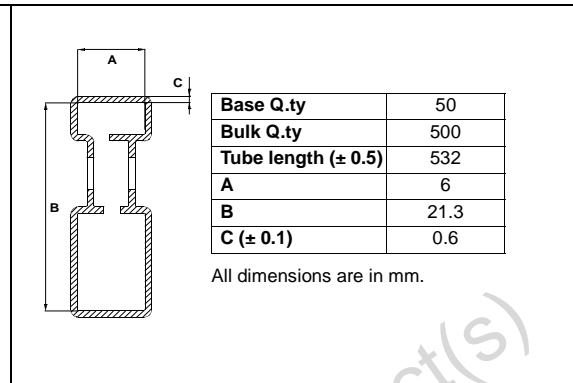 A
C
B
Base Q.ty 50
Bulk Q.ty 500
Tube length (± 0.5) 532
A 6
B 21.3
C (± 0.1) 0.6
All dimensions are in mm.
ct(s)